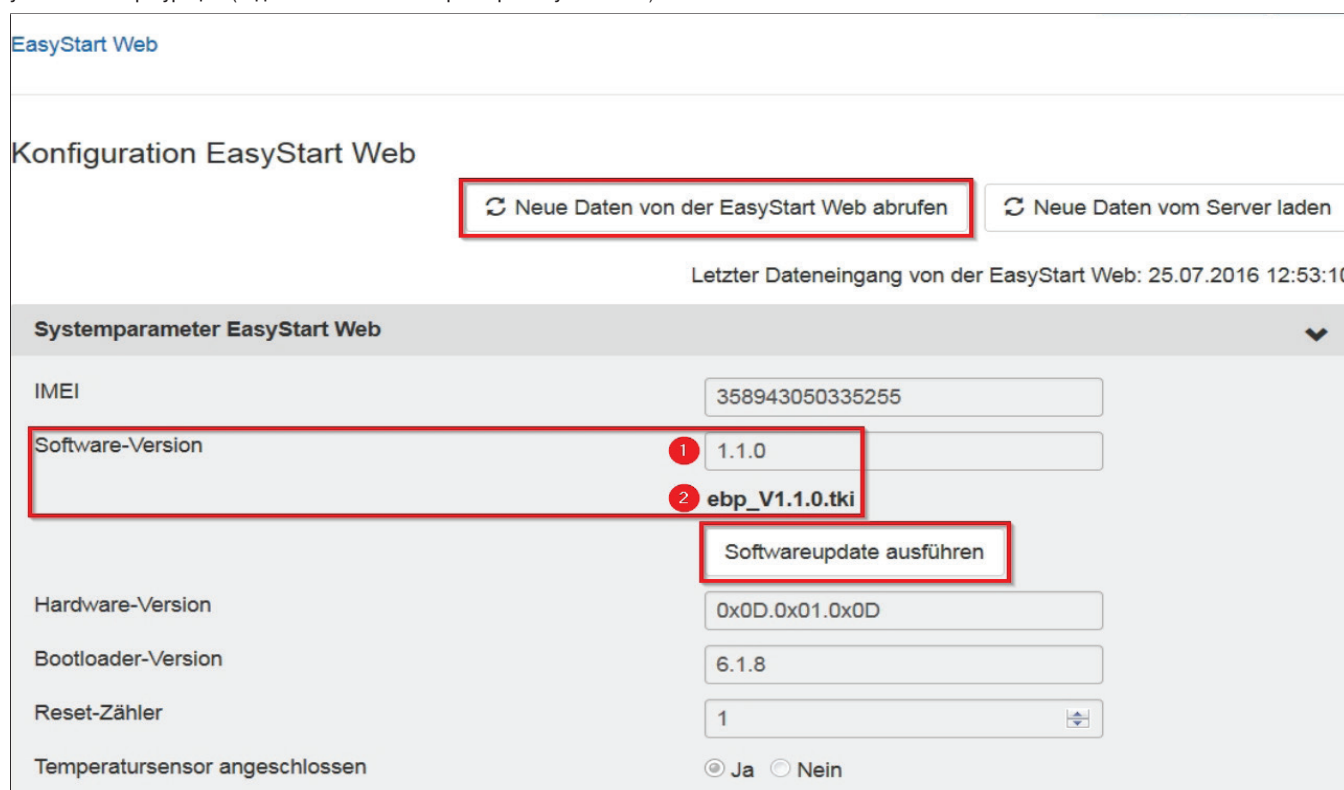 EasyStart Web
Konfiguration EasyStart Web
Neue Daten von der EasyStart Web abrufen
Neue Daten vom Server laden
Letzter Dateneingang von der EasyStart Web: 25.07.2016 12:53:10
Systemparameter EasyStart Web
IMEI
358943050335255
Software-Version
1 1.1.0
2 ebp_V1.1.0.tki
Softwareupdate ausführen
Hardware-Version
0x0D.0x01.0x0D
Bootloader-Version
6.1.8
Reset-Zähler
1
Temperatursensor angeschlossen
Ja Nein